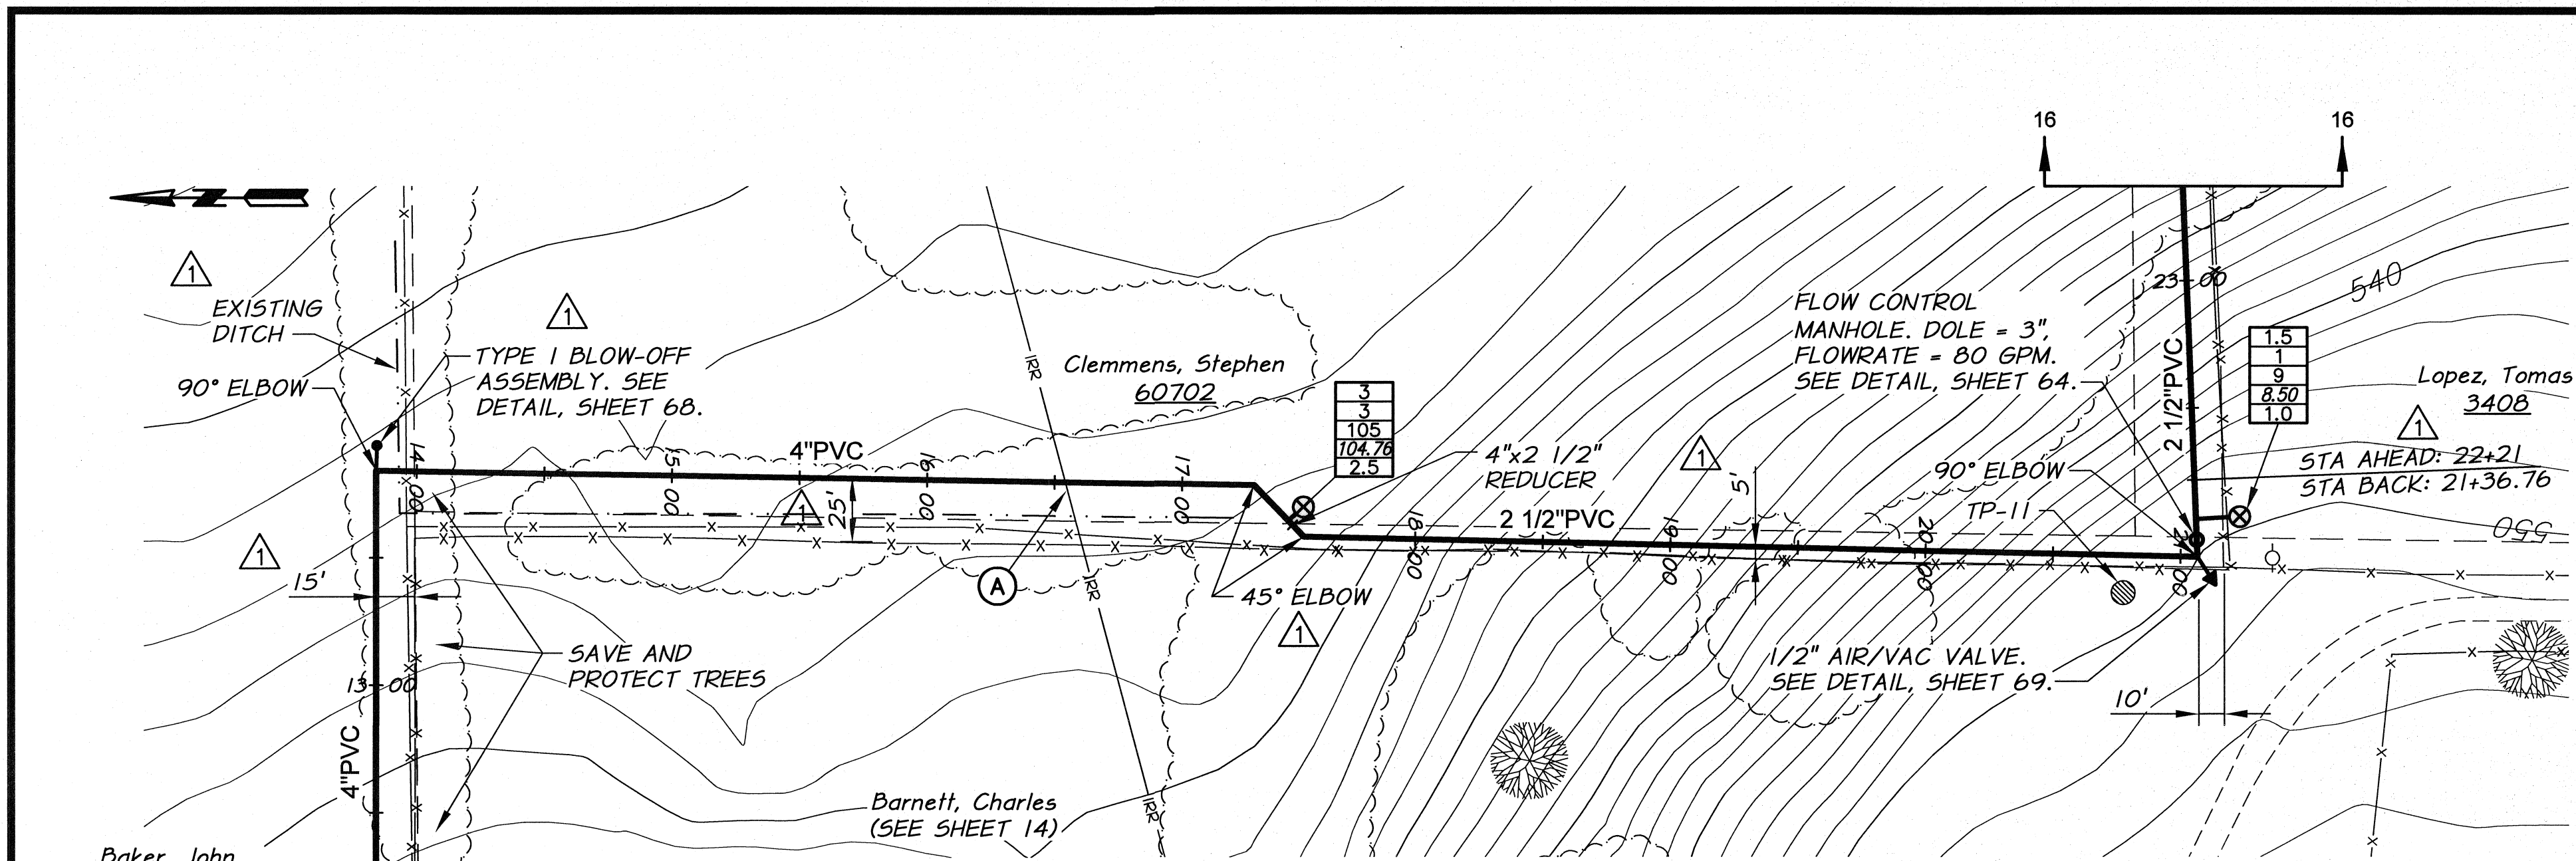 16
16
N
1
EXISTING
DITCH
1
TYPE 1 BLOW-OFF
ASSEMBLY. SEE
DETAIL, SHEET 68.
90° ELBOW
14+00
15+00
4"PVC
16+00
17+00
1
25'
IRR
Clemmens, Stephen
60702
3
3
105
104.76
2.5
4"x2 1/2"
REDUCER
2 1/2"PVC
18+00
19+00
20+00
21+00
1
5'
FLOW CONTROL
MANHOLE. DOLE = 3",
FLOWRATE = 80 GPM.
SEE DETAIL, SHEET 64.
90° ELBOW
TP-11
23+00
2 1/2"PVC
540
1.5
1
9
8.50
1.0
Lopez, Tomas
3408
1
STA AHEAD: 22+21
STA BACK: 21+36.76
550
1
15'
A
IRR
45° ELBOW
1
SAVE AND
PROTECT TREES
13+00
4"PVC
1/2" AIR/VAC VALVE.
SEE DETAIL, SHEET 69.
10'
Barnett, Charles
(SEE SHEET 14)
IRR
Baker, John